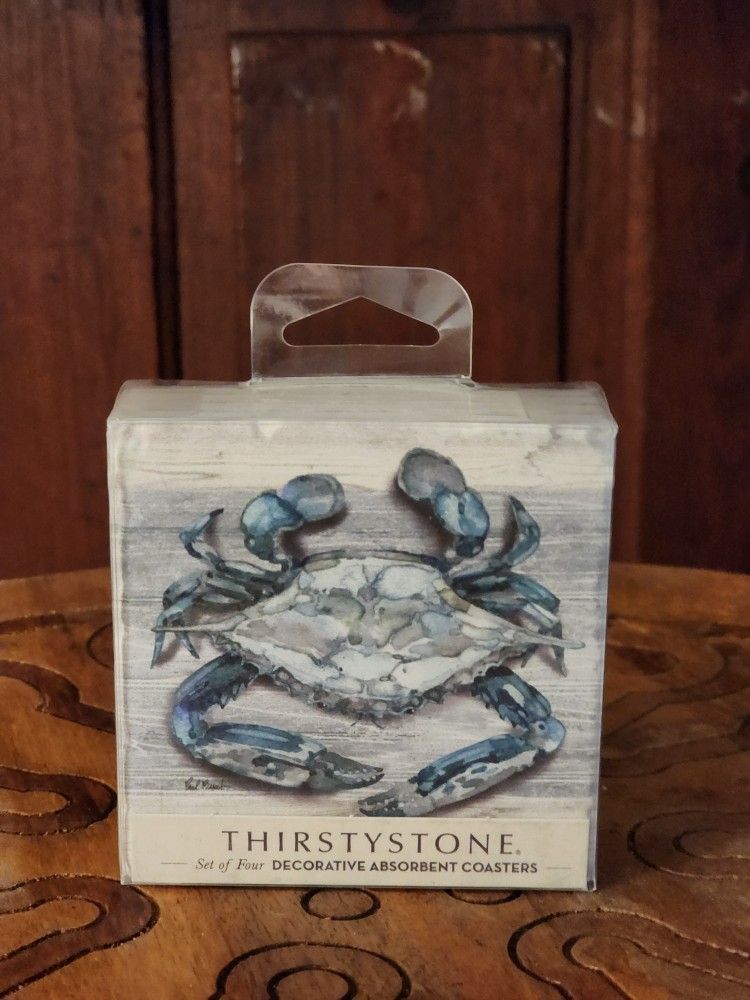 THIRSTYSTONE®
Set of Four DECORATIVE ABSORBENT COASTERS